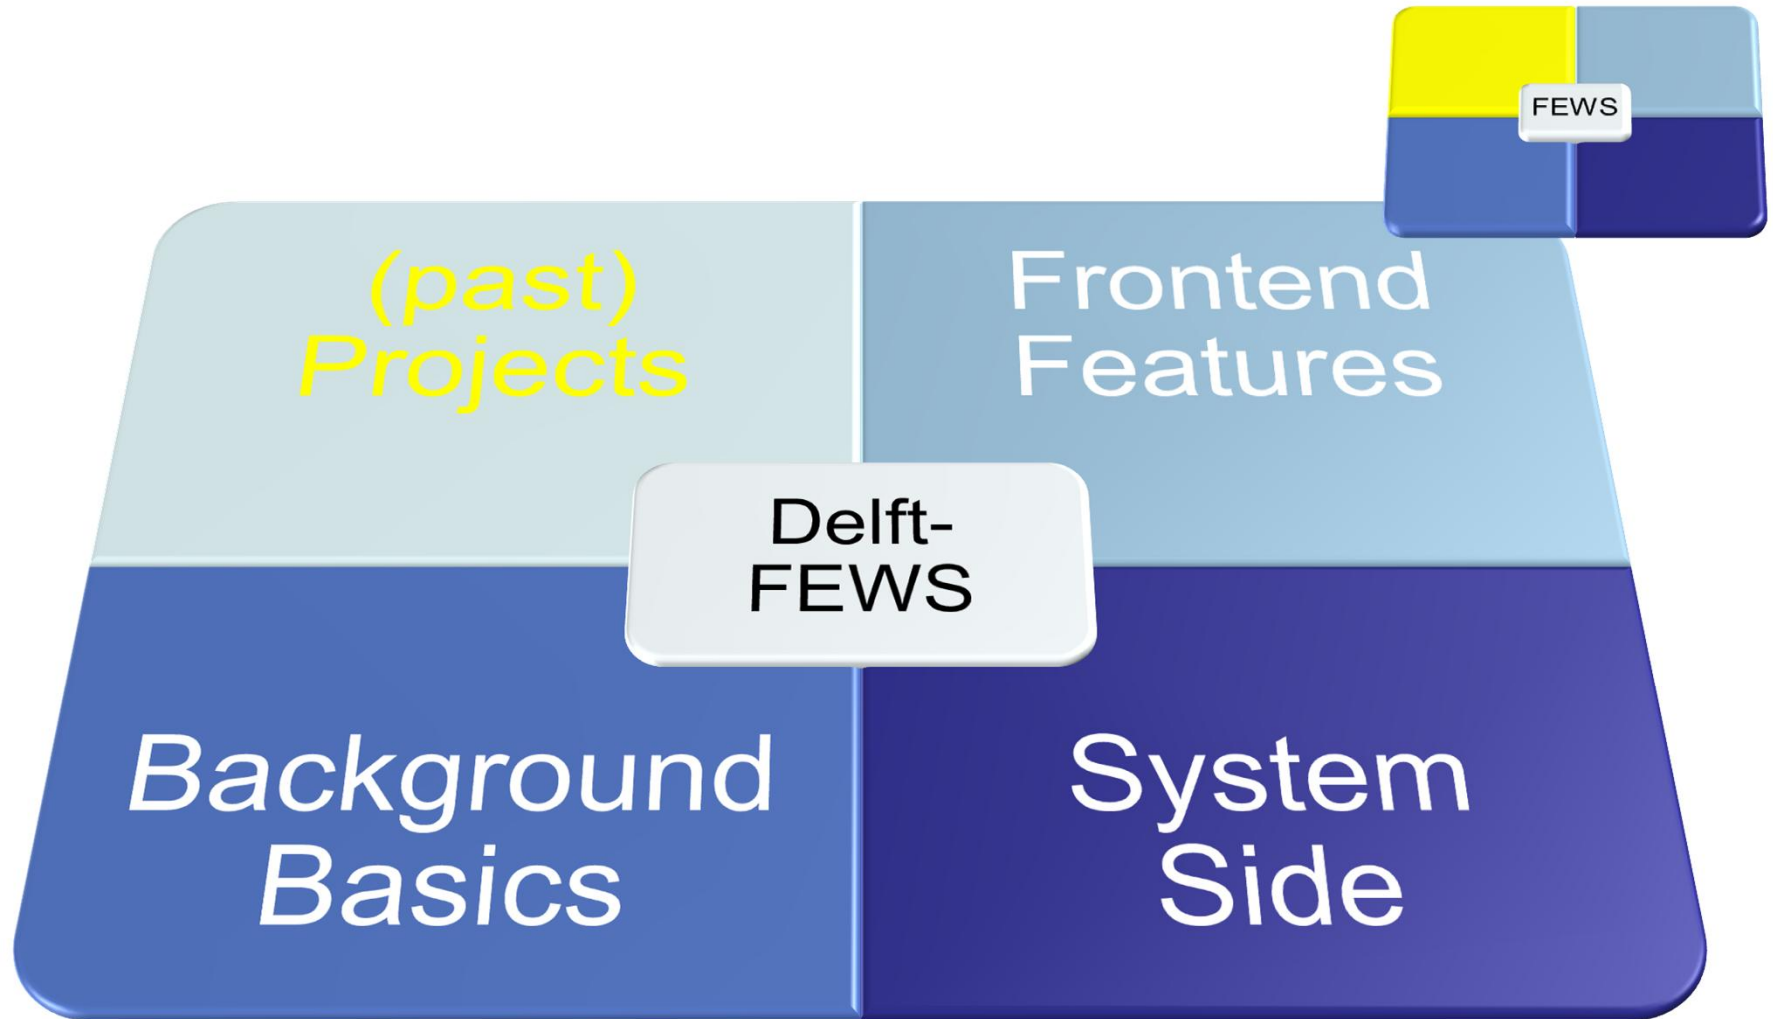 FEWS
(past)
Projects
Frontend
Features
Delft-
FEWS
Background
Basics
System
Side